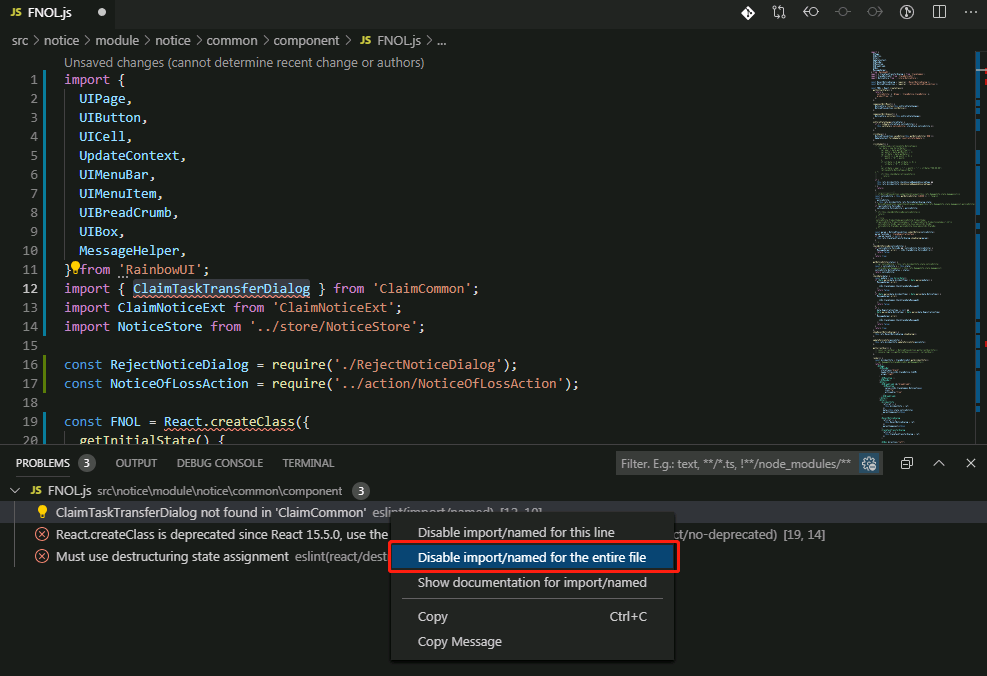 JS FNOL.js
src > notice > module > notice > common > component > JS FNOL.js > ...
Unsaved changes (cannot determine recent change or authors)
1 import {
2 UIPage,
3 UIButton,
4 UICell,
5 UpdateContext,
6 UIMenuBar,
7 UIMenuItem,
8 UIBreadCrumb,
9 UIBox,
10 MessageHelper,
11 } from 'RainbowUI';
12 import { ClaimTaskTransferDialog } from 'ClaimCommon';
13 import ClaimNoticeExt from 'ClaimNoticeExt';
14 import NoticeStore from '../store/NoticeStore';
15
16 const RejectNoticeDialog = require('./RejectNoticeDialog');
17 const NoticeOfLossAction = require('../action/NoticeOfLossAction');
18
19 const FNOL = React.createClass({
20 getInitialState() {
PROBLEMS 3 OUTPUT DEBUG CONSOLE TERMINAL Filter. E.g.: text, **/*.ts, !**/node_modules/**
JS FNOL.js src\notice\module\notice\common\component 3
ClaimTaskTransferDialog not found in 'ClaimCommon' eslint(import/named) [12, 10]
React.createClass is deprecated since React 15.5.0, use the ct/no-deprecated) [19, 14]
Must use destructuring state assignment eslint(react/dest
Disable import/named for this line
Disable import/named for the entire file
Show documentation for import/named
Copy Ctrl+C
Copy Message